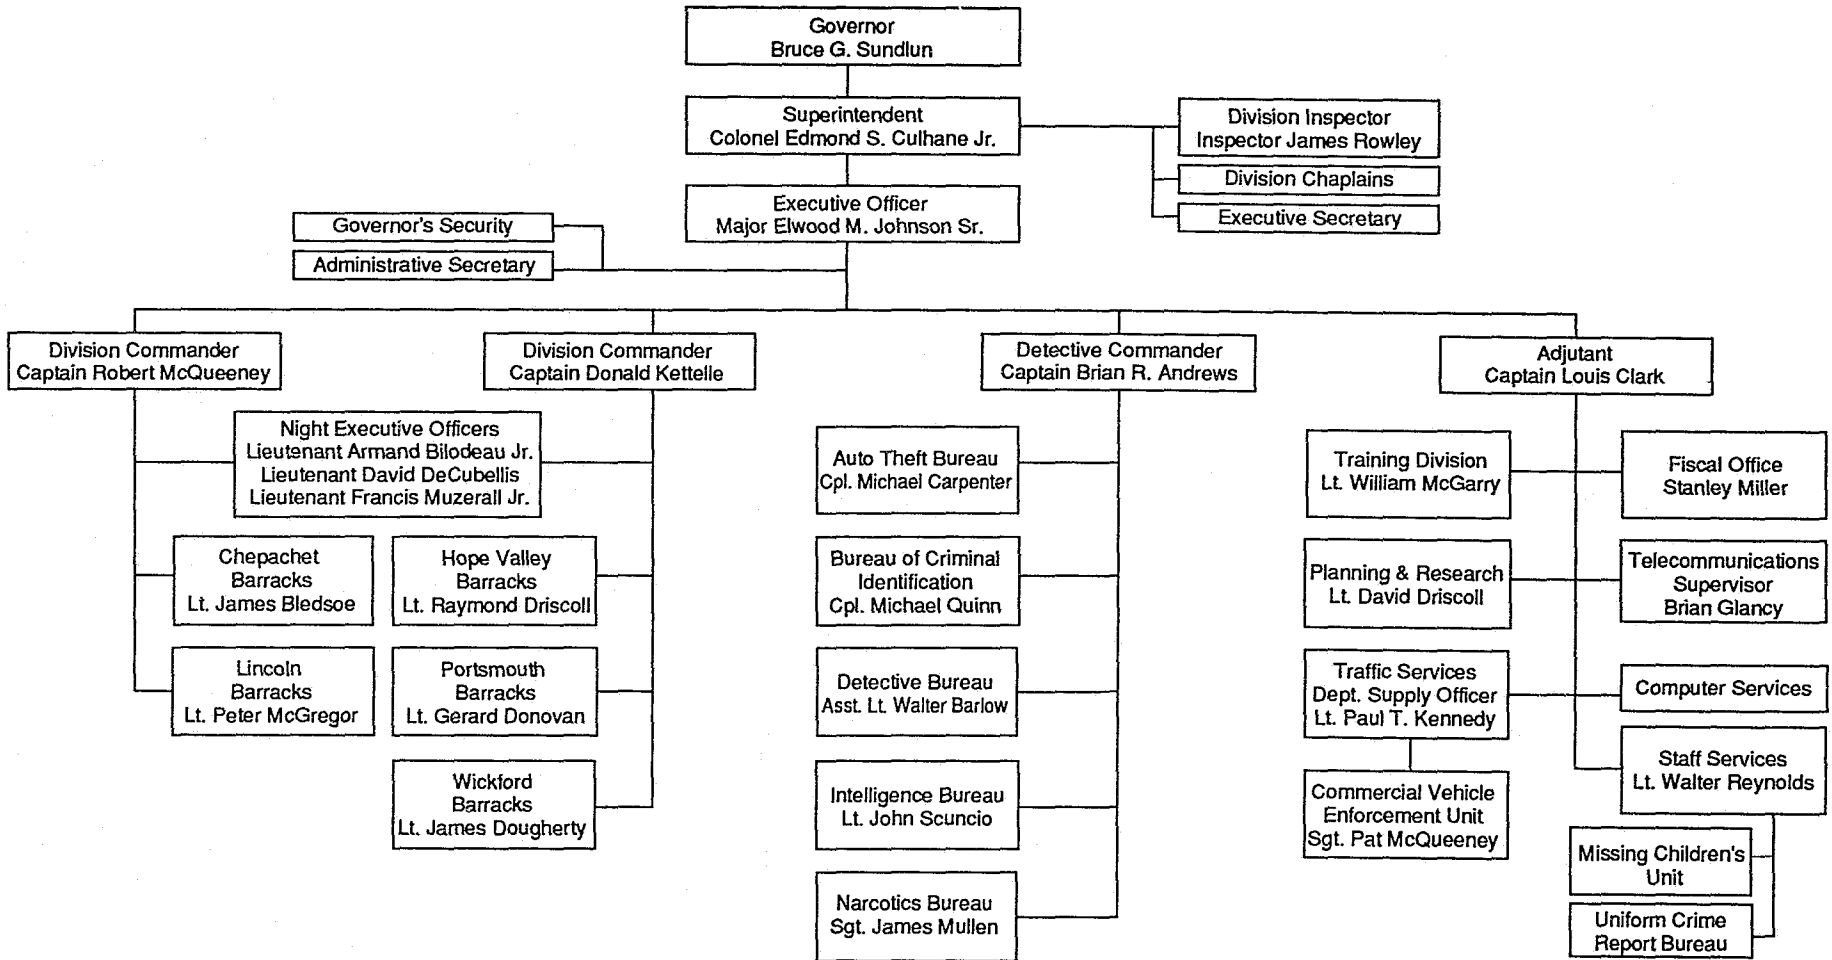 Governor
Bruce G. Sundlun
Superintendent
Colonel Edmond S. Culhane Jr.
Division Inspector
Inspector James Rowley
Division Chaplains
Executive Secretary
Executive Officer
Major Elwood M. Johnson Sr.
Governor's Security
Administrative Secretary
Division Commander
Captain Robert McQueeney
Division Commander
Captain Donald Kettelle
Detective Commander
Captain Brian R. Andrews
Adjutant
Captain Louis Clark
Night Executive Officers
Lieutenant Armand Bilodeau Jr.
Lieutenant David DeCubellis
Lieutenant Francis Muzerall Jr.
Chepachet
Barracks
Lt. James Bledsoe
Lincoln
Barracks
Lt. Peter McGregor
Hope Valley
Barracks
Lt. Raymond Driscoll
Portsmouth
Barracks
Lt. Gerard Donovan
Wickford
Barracks
Lt. James Dougherty
Auto Theft Bureau
Cpl. Michael Carpenter
Bureau of Criminal
Identification
Cpl. Michael Quinn
Detective Bureau
Asst. Lt. Walter Barlow
Intelligence Bureau
Lt. John Scuncio
Narcotics Bureau
Sgt. James Mullen
Training Division
Lt. William McGarry
Planning & Research
Lt. David Driscoll
Traffic Services
Dept. Supply Officer
Lt. Paul T. Kennedy
Commercial Vehicle
Enforcement Unit
Sgt. Pat McQueeney
Fiscal Office
Stanley Miller
Telecommunications
Supervisor
Brian Glancy
Computer Services
Staff Services
Lt. Walter Reynolds
Missing Children's
Unit
Uniform Crime
Report Bureau